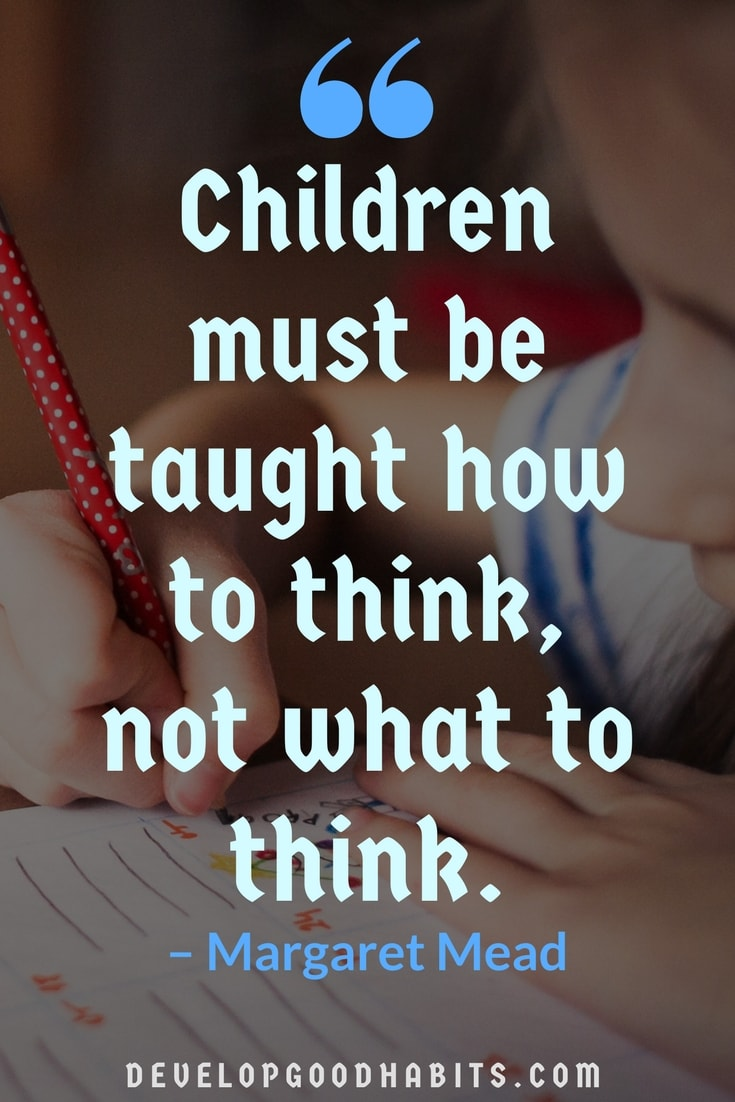 “
Children
must be
taught how
to think,
not what to
think.
– Margaret Mead
DEVELOPGOODHABITS.COM